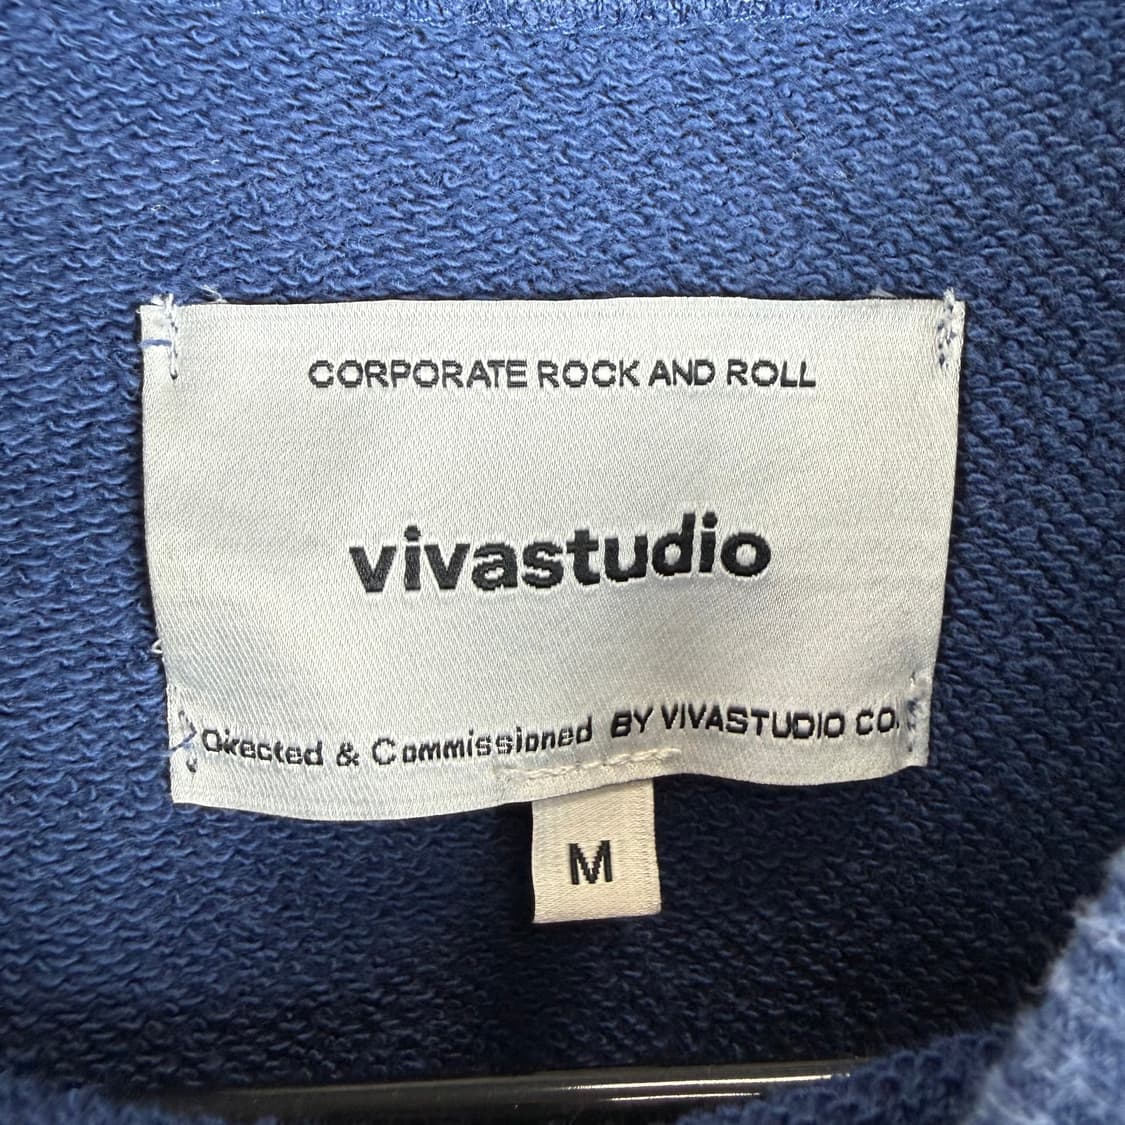 CORPORATE ROCK AND ROLL
vivastudio
Directed & Commissioned BY VIVASTUDIO CO.
M